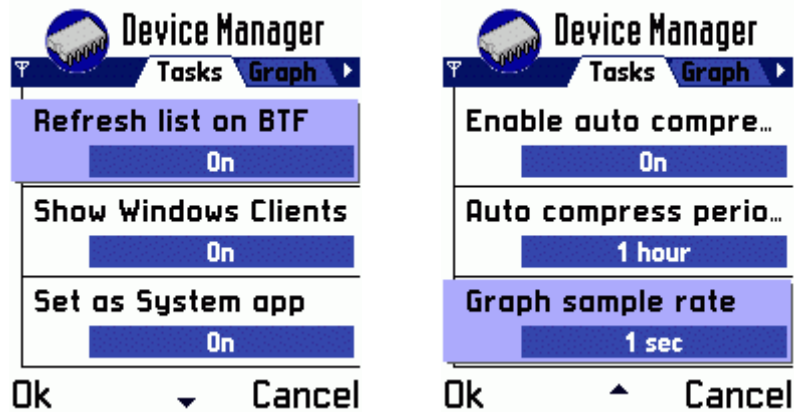 Device Manager
Tasks Graph
Refresh list on BTF
On
Show Windows Clients
On
Set as System app
On
Ok Cancel
Device Manager
Tasks Graph
Enable auto compre…
On
Auto compress perio…
1 hour
Graph sample rate
1 sec
Ok Cancel